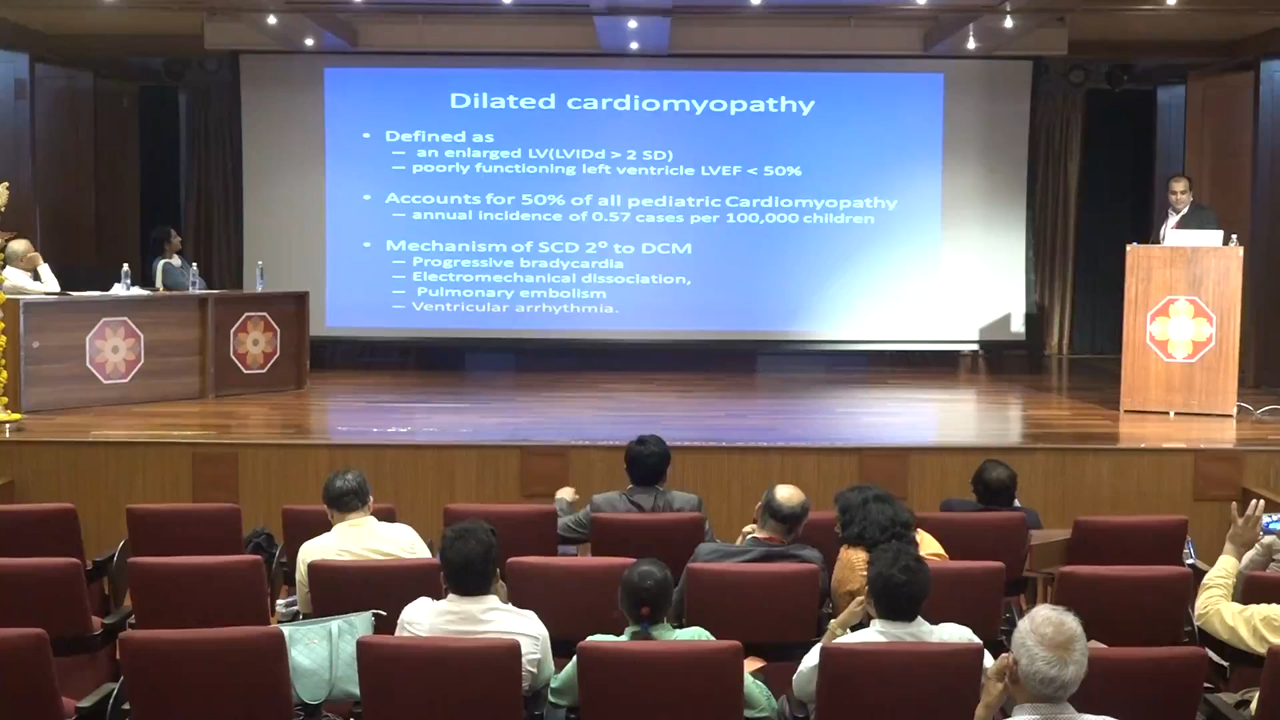 Dilated cardiomyopathy
• Defined as
– an enlarged LV(LVIDd > 2 SD)
– poorly functioning left ventricle LVEF < 50%
• Accounts for 50% of all pediatric Cardiomyopathy
– annual incidence of 0.57 cases per 100,000 children
• Mechanism of SCD 2⁰ to DCM
– Progressive bradycardia
– Electromechanical dissociation,
– Pulmonary embolism
– Ventricular arrhythmia.